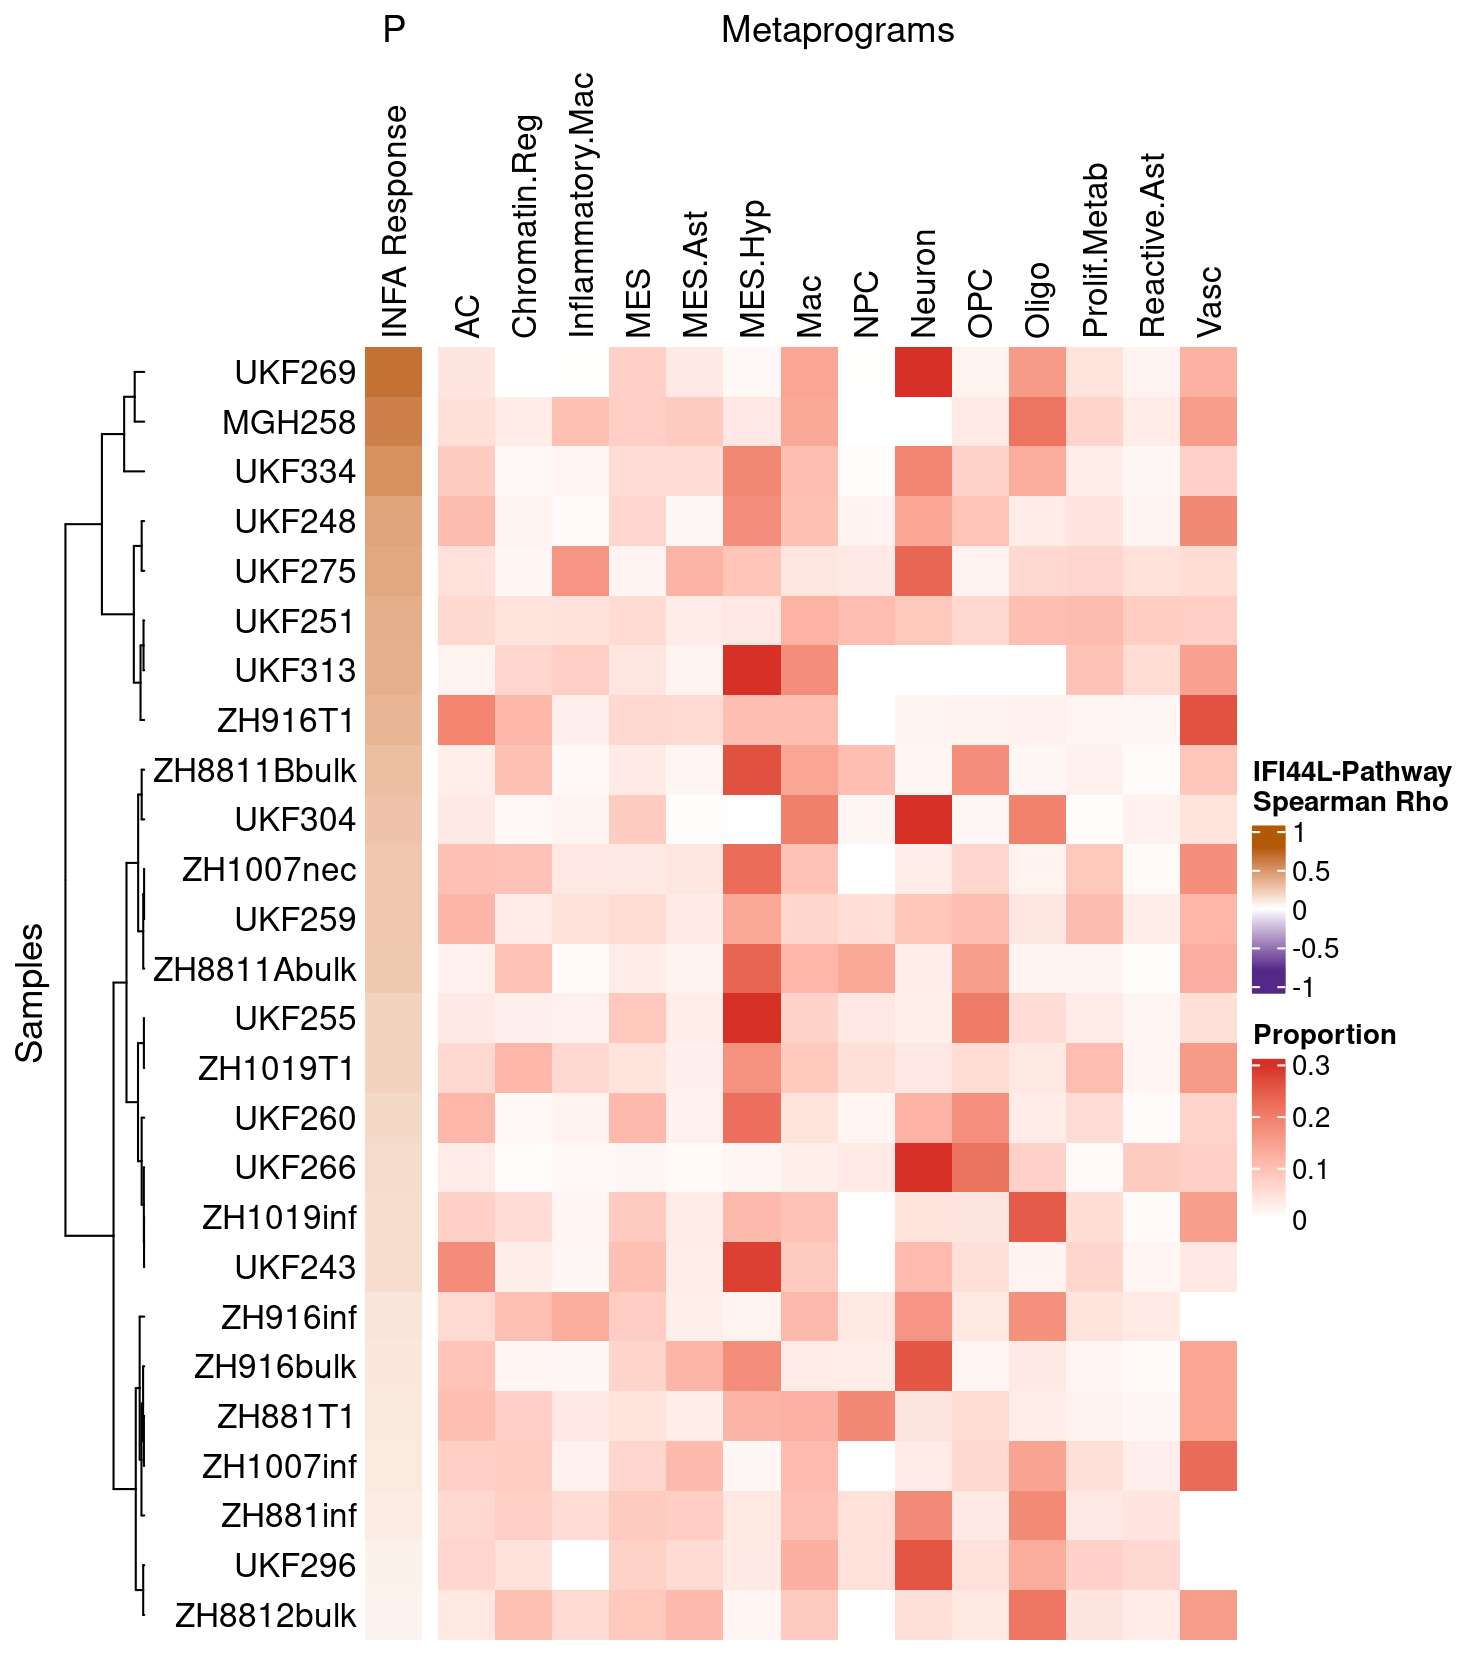 P
Metaprograms
INFA Response
AC
Chromatin.Reg
Inflammatory.Mac
MES
MES.Ast
MES.Hyp
Mac
NPC
Neuron
OPC
Oligo
Prolif.Metab
Reactive.Ast
Vasc
Samples
UKF269
MGH258
UKF334
UKF248
UKF275
UKF251
UKF313
ZH916T1
ZH8811Bbulk
UKF304
ZH1007nec
UKF259
ZH8811Abulk
UKF255
ZH1019T1
UKF260
UKF266
ZH1019inf
UKF243
ZH916inf
ZH916bulk
ZH881T1
ZH1007inf
ZH881inf
UKF296
ZH8812bulk
IFI44L-Pathway
Spearman Rho
1
0.5
0
-0.5
-1
Proportion
0.3
0.2
0.1
0